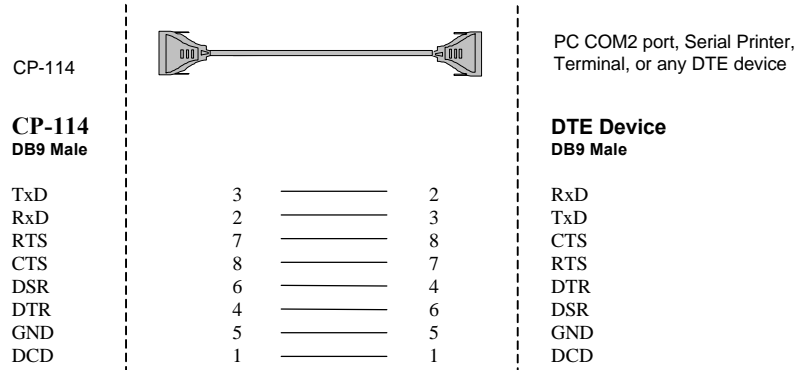 CP-114
PC COM2 port, Serial Printer,
Terminal, or any DTE device
CP-114 DTE Device
DB9 Male DB9 Male
TxD 3 2 RxD
RxD 2 3 TxD
RTS 7 8 CTS
CTS 8 7 RTS
DSR 6 4 DTR
DTR 4 6 DSR
GND 5 5 GND
DCD 1 1 DCD